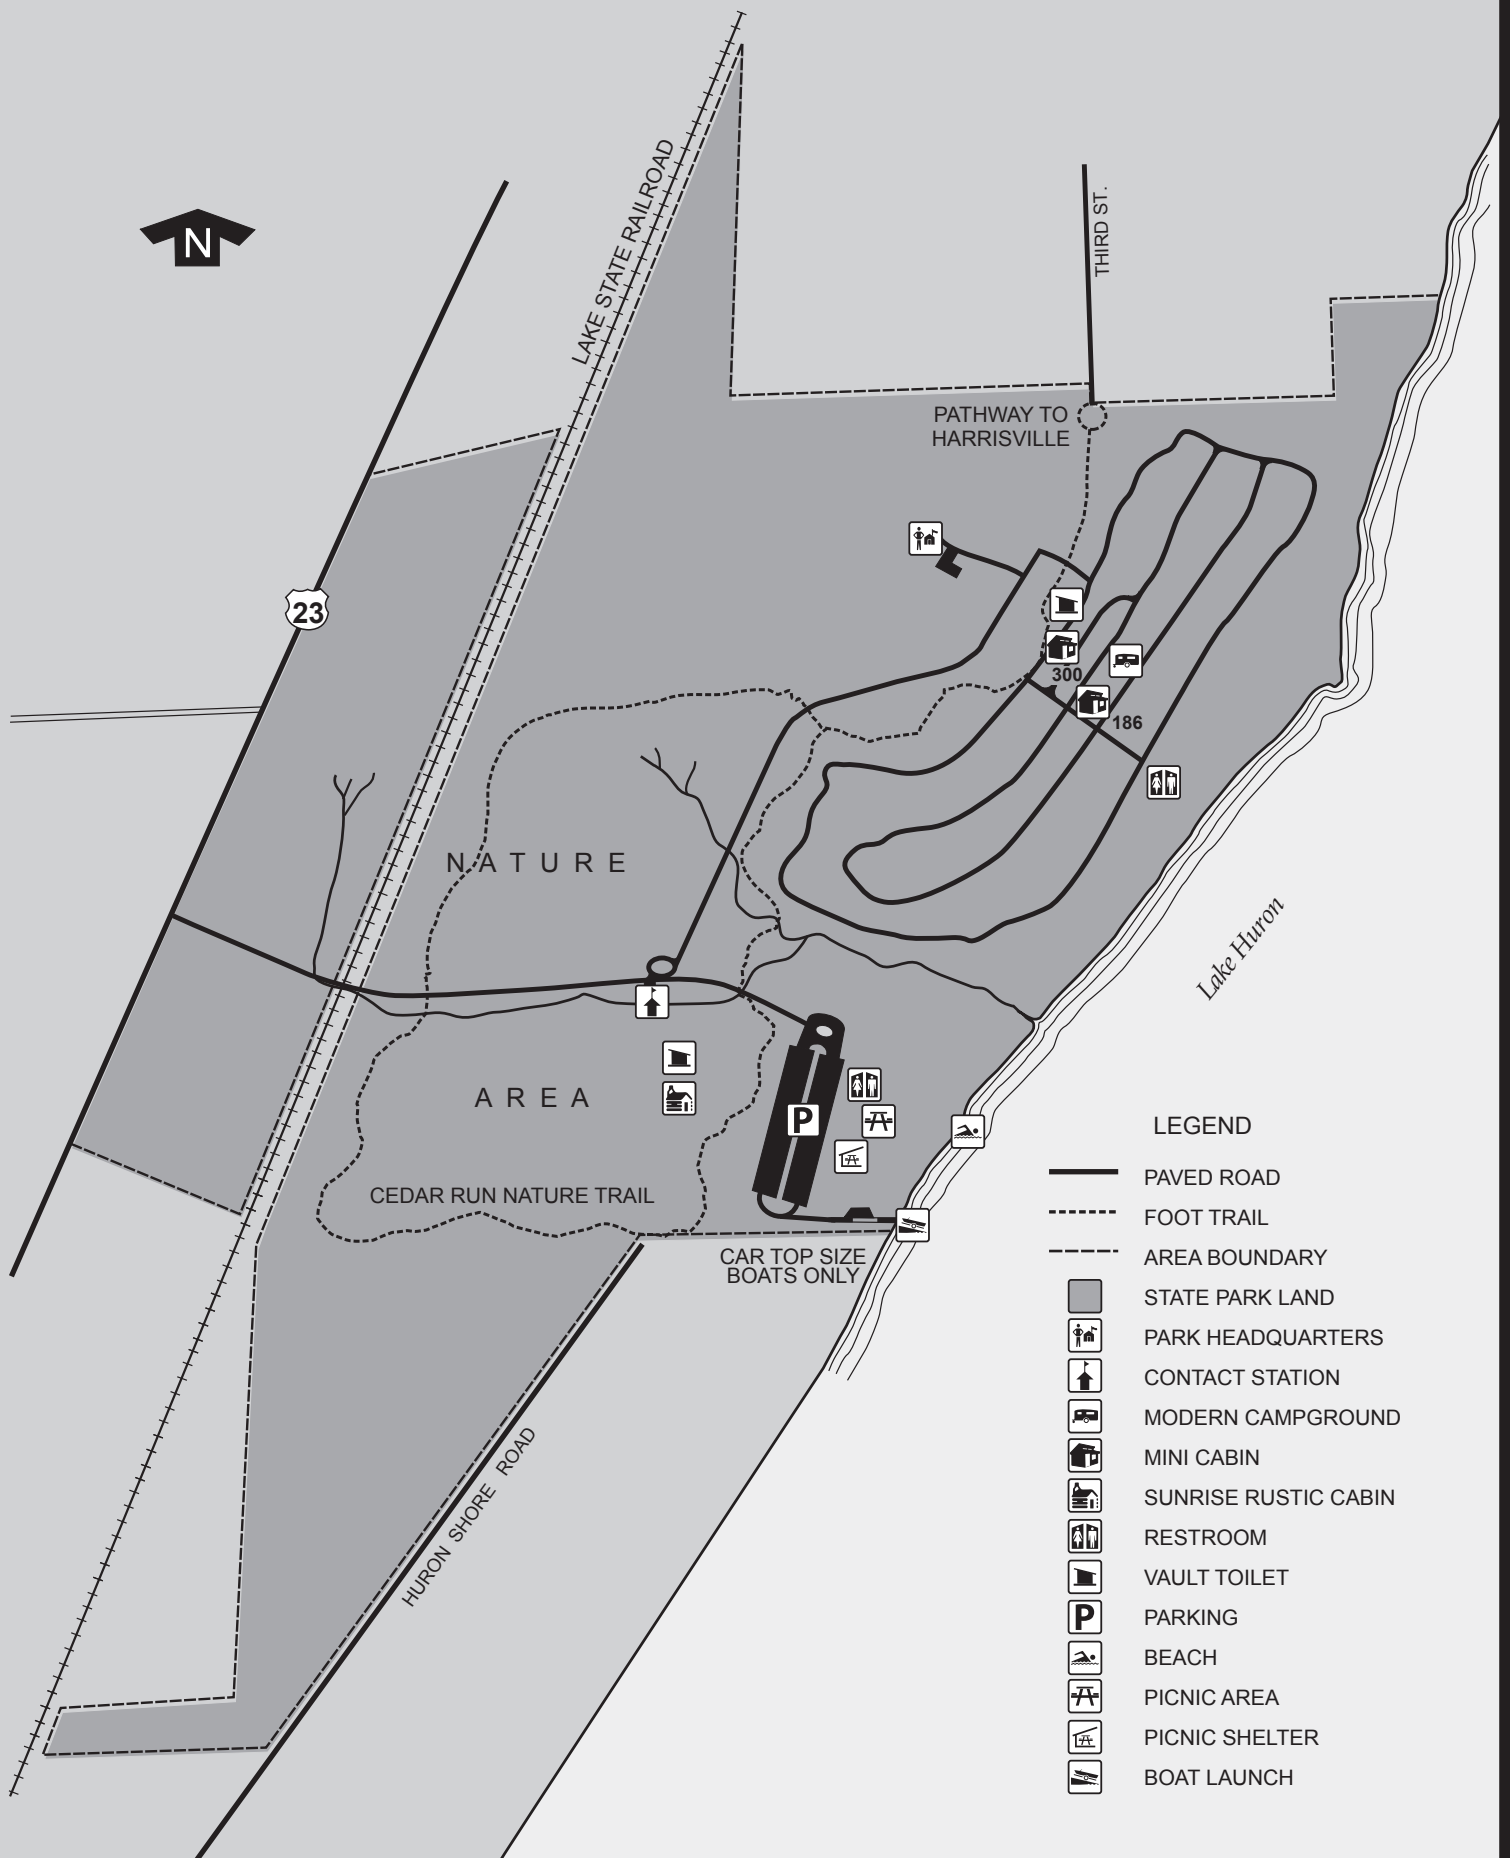 N
LAKE STATE RAILROAD
THIRD ST.
PATHWAY TO
HARRISVILLE
23
300
186
NATURE
Lake Huron
AREA
P
CEDAR RUN NATURE TRAIL
CAR TOP SIZE
BOATS ONLY
HURON SHORE ROAD
LEGEND
PAVED ROAD
FOOT TRAIL
AREA BOUNDARY
STATE PARK LAND
PARK HEADQUARTERS
CONTACT STATION
MODERN CAMPGROUND
MINI CABIN
SUNRISE RUSTIC CABIN
RESTROOM
VAULT TOILET
P PARKING
BEACH
PICNIC AREA
PICNIC SHELTER
BOAT LAUNCH